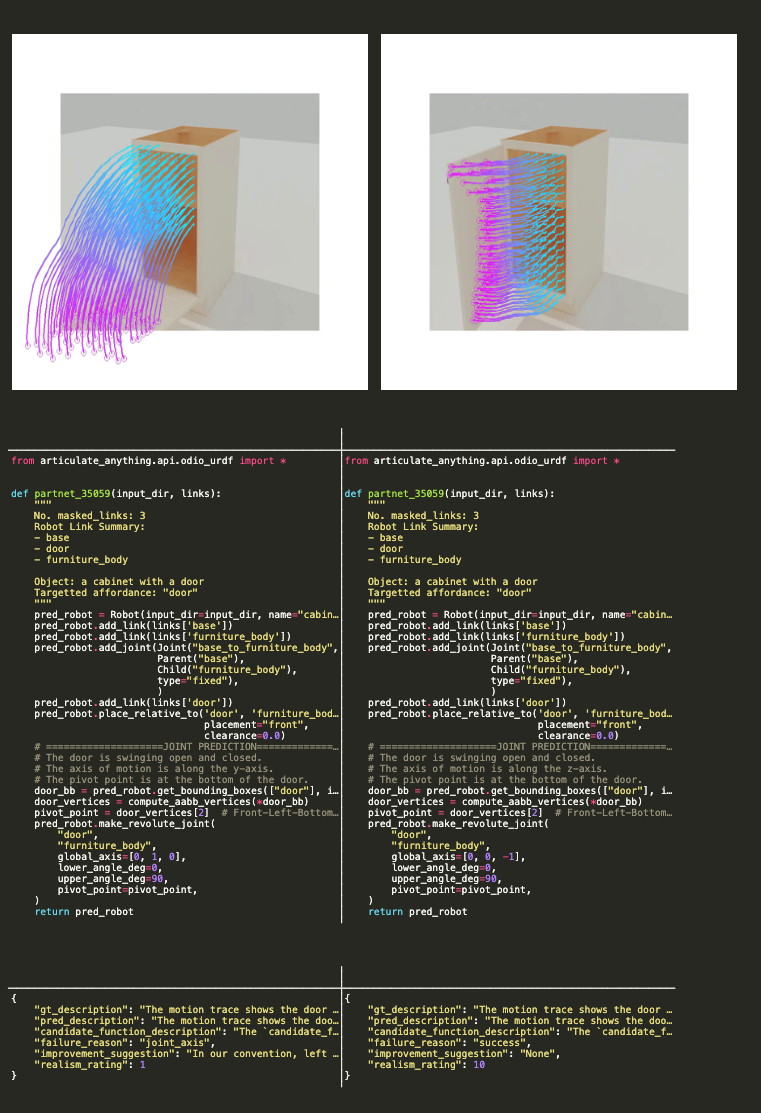 from articulate_anything.api.odio_urdf import *
def partnet_35059(input_dir, links):
"""
No. masked_links: 3
Robot Link Summary:
- base
- door
- furniture_body
Object: a cabinet with a door
Targetted affordance: "door"
"""
pred_robot = Robot(input_dir=input_dir, name="cabin…
pred_robot.add_link(links['base'])
pred_robot.add_link(links['furniture_body'])
pred_robot.add_joint(Joint("base_to_furniture_body",
Parent("base"),
Child("furniture_body"),
type="fixed"),
)
pred_robot.add_link(links['door'])
pred_robot.place_relative_to('door', 'furniture_bod…
placement="front",
clearance=0.0)
# ====================JOINT PREDICTION=============…
# The door is swinging open and closed.
# The axis of motion is along the y-axis.
# The pivot point is at the bottom of the door.
door_bb = pred_robot.get_bounding_boxes(["door"], i…
door_vertices = compute_aabb_vertices(*door_bb)
pivot_point = door_vertices[2]  # Front-Left-Bottom…
pred_robot.make_revolute_joint(
"door",
"furniture_body",
global_axis=[0, 1, 0],
lower_angle_deg=0,
upper_angle_deg=90,
pivot_point=pivot_point,
)
return pred_robot
from articulate_anything.api.odio_urdf import *
def partnet_35059(input_dir, links):
"""
No. masked_links: 3
Robot Link Summary:
- base
- door
- furniture_body
Object: a cabinet with a door
Targetted affordance: "door"
"""
pred_robot = Robot(input_dir=input_dir, name="cabin…
pred_robot.add_link(links['base'])
pred_robot.add_link(links['furniture_body'])
pred_robot.add_joint(Joint("base_to_furniture_body",
Parent("base"),
Child("furniture_body"),
type="fixed"),
)
pred_robot.add_link(links['door'])
pred_robot.place_relative_to('door', 'furniture_bod…
placement="front",
clearance=0.0)
# ====================JOINT PREDICTION=============…
# The door is swinging open and closed.
# The axis of motion is along the z-axis.
# The pivot point is at the bottom of the door.
door_bb = pred_robot.get_bounding_boxes(["door"], i…
door_vertices = compute_aabb_vertices(*door_bb)
pivot_point = door_vertices[2]  # Front-Left-Bottom…
pred_robot.make_revolute_joint(
"door",
"furniture_body",
global_axis=[0, 0, -1],
lower_angle_deg=0,
upper_angle_deg=90,
pivot_point=pivot_point,
)
return pred_robot
{
"gt_description": "The motion trace shows the door …
"pred_description": "The motion trace shows the doo…
"candidate_function_description": "The `candidate_f…
"failure_reason": "joint_axis",
"improvement_suggestion": "In our convention, left …
"realism_rating": 1
}
{
"gt_description": "The motion trace shows the door …
"pred_description": "The motion trace shows the doo…
"candidate_function_description": "The `candidate_f…
"failure_reason": "success",
"improvement_suggestion": "None",
"realism_rating": 10
}